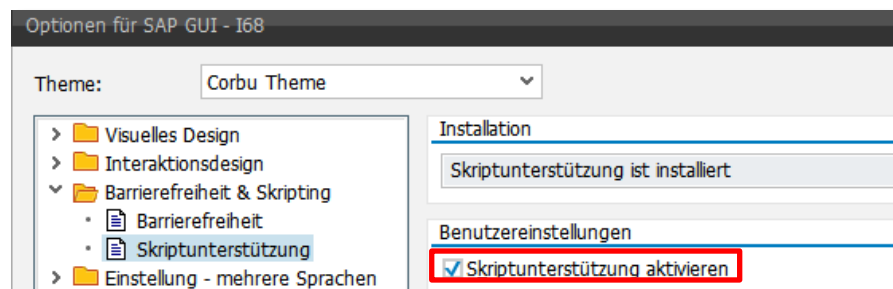 Optionen für SAP GUI - I68
Theme: Corbu Theme
Visuelles Design
Interaktionsdesign
Barrierefreiheit & Skripting
Barrierefreiheit
Skriptunterstützung
Einstellung - mehrere Sprachen
Installation
Skriptunterstützung ist installiert
Benutzereinstellungen
Skriptunterstützung aktivieren